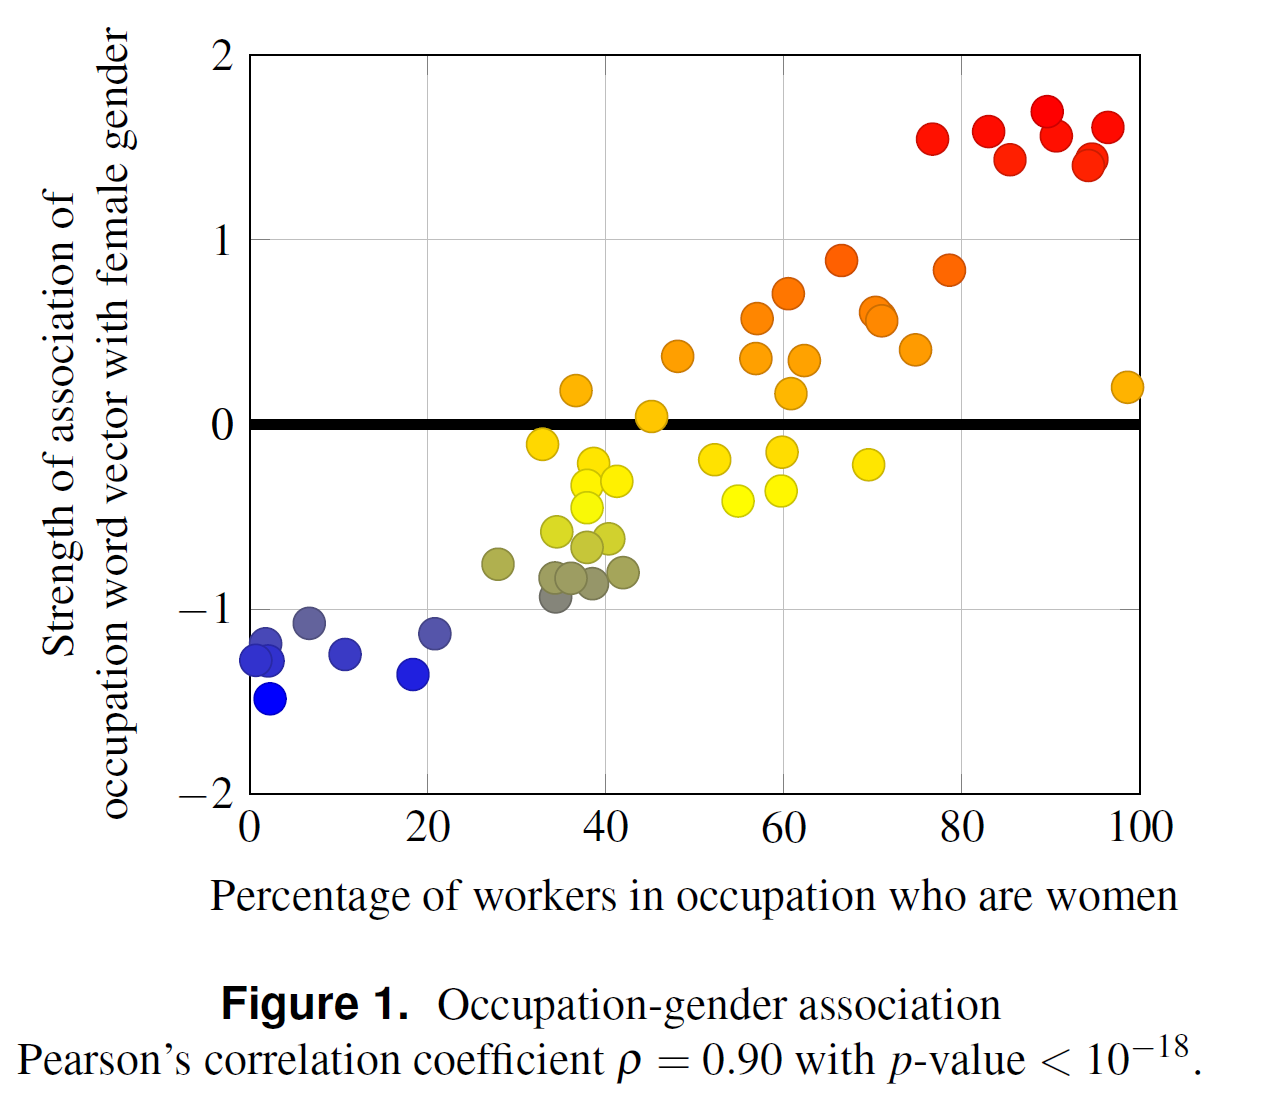 Strength of association of
occupation word vector with female gender
2
1
0
−1
−2
0 20 40 60 80 100
Percentage of workers in occupation who are women
Figure 1. Occupation-gender association
Pearson's correlation coefficient ρ = 0.90 with p-value < 10⁻¹⁸.